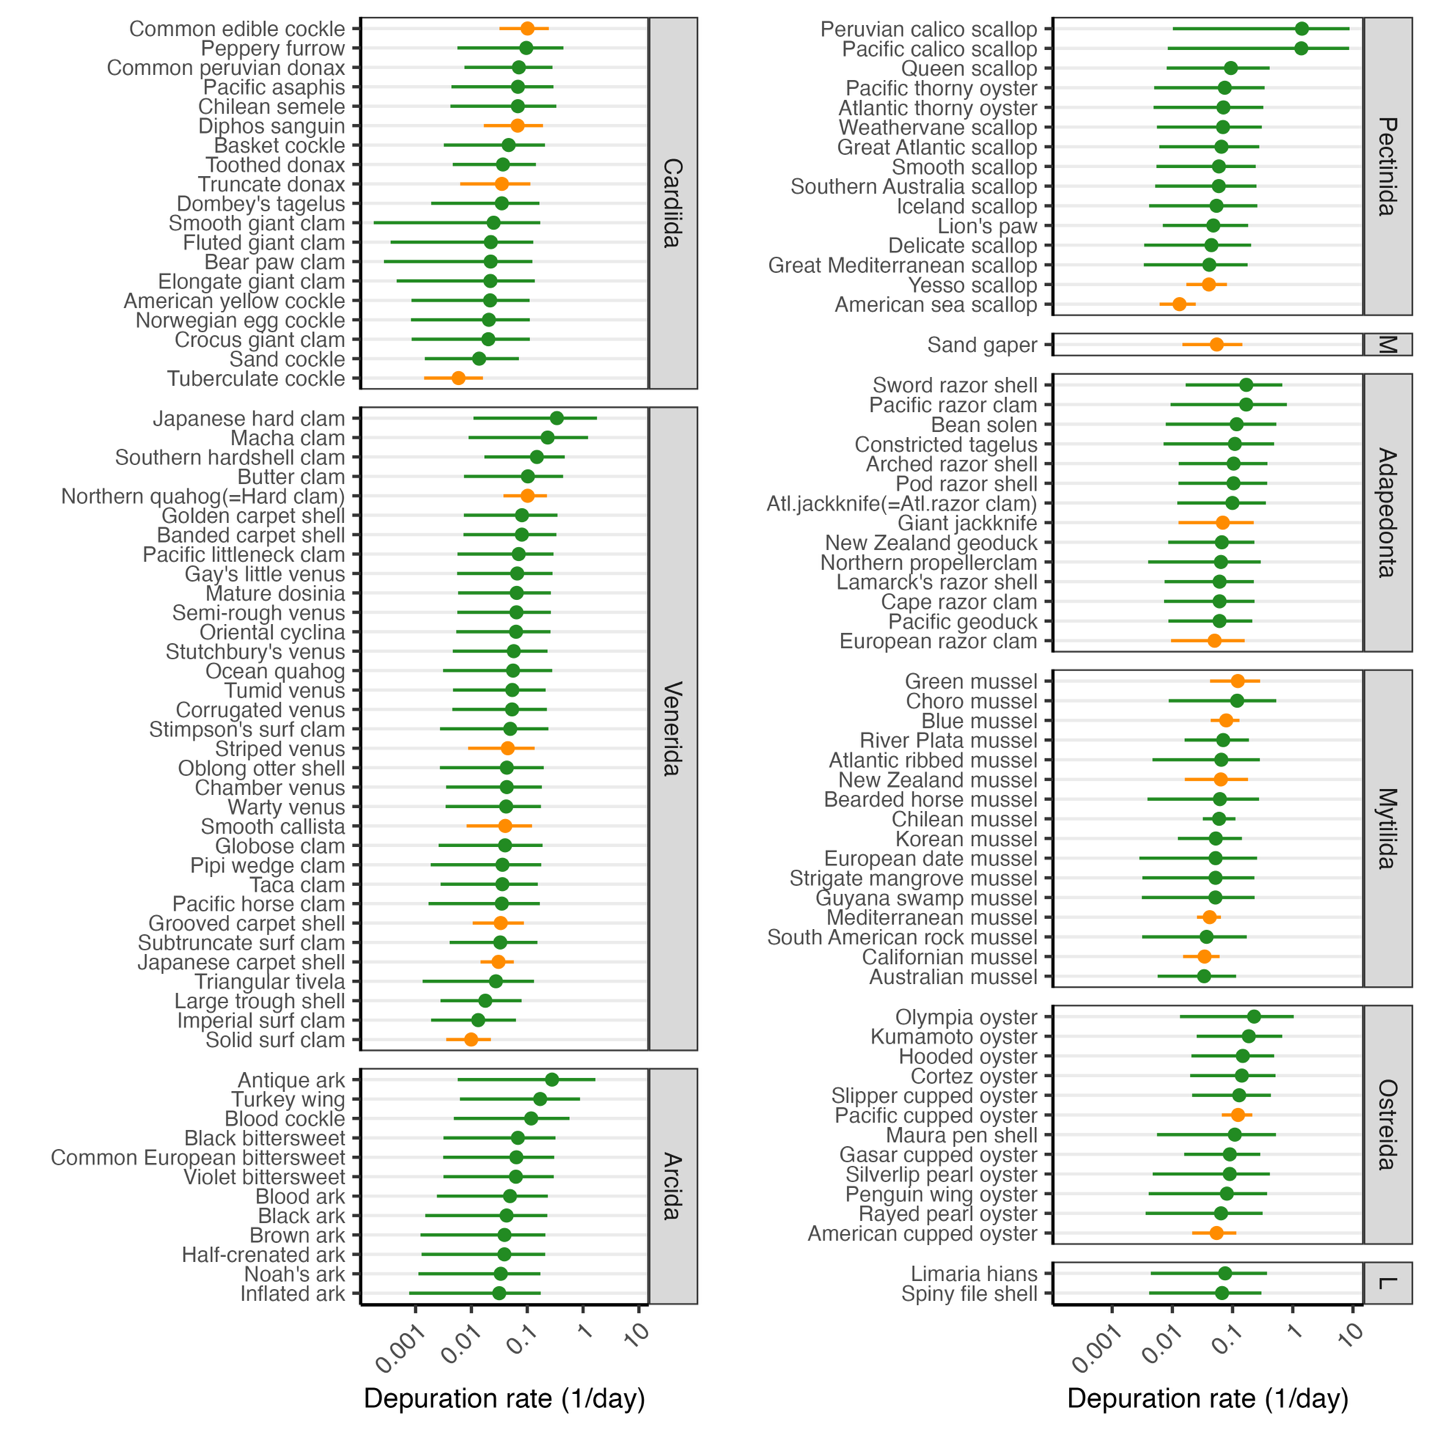 Common edible cockle
Peppery furrow
Common peruvian donax
Pacific asaphis
Chilean semele
Diphos sanguin
Basket cockle
Toothed donax
Truncate donax
Dombey's tagelus
Smooth giant clam
Fluted giant clam
Bear paw clam
Elongate giant clam
American yellow cockle
Norwegian egg cockle
Crocus giant clam
Sand cockle
Tuberculate cockle
Cardiida
Japanese hard clam
Macha clam
Southern hardshell clam
Butter clam
Northern quahog(=Hard clam)
Golden carpet shell
Banded carpet shell
Pacific littleneck clam
Gay's little venus
Mature dosinia
Semi-rough venus
Oriental cyclina
Stutchbury's venus
Ocean quahog
Tumid venus
Corrugated venus
Stimpson's surf clam
Striped venus
Oblong otter shell
Chamber venus
Warty venus
Smooth callista
Globose clam
Pipi wedge clam
Taca clam
Pacific horse clam
Grooved carpet shell
Subtruncate surf clam
Japanese carpet shell
Triangular tivela
Large trough shell
Imperial surf clam
Solid surf clam
Venerida
Antique ark
Turkey wing
Blood cockle
Black bittersweet
Common European bittersweet
Violet bittersweet
Blood ark
Black ark
Brown ark
Half-crenated ark
Noah's ark
Inflated ark
Arcida
0.001
0.01
0.1
1
10
Depuration rate (1/day)
Peruvian calico scallop
Pacific calico scallop
Queen scallop
Pacific thorny oyster
Atlantic thorny oyster
Weathervane scallop
Great Atlantic scallop
Smooth scallop
Southern Australia scallop
Iceland scallop
Lion's paw
Delicate scallop
Great Mediterranean scallop
Yesso scallop
American sea scallop
Pectinida
Sand gaper
M
Sword razor shell
Pacific razor clam
Bean solen
Constricted tagelus
Arched razor shell
Pod razor shell
Atl.jackknife(=Atl.razor clam)
Giant jackknife
New Zealand geoduck
Northern propellerclam
Lamarck's razor shell
Cape razor clam
Pacific geoduck
European razor clam
Adapedonta
Green mussel
Choro mussel
Blue mussel
River Plata mussel
Atlantic ribbed mussel
New Zealand mussel
Bearded horse mussel
Chilean mussel
Korean mussel
European date mussel
Strigate mangrove mussel
Guyana swamp mussel
Mediterranean mussel
South American rock mussel
Californian mussel
Australian mussel
Mytilida
Olympia oyster
Kumamoto oyster
Hooded oyster
Cortez oyster
Slipper cupped oyster
Pacific cupped oyster
Maura pen shell
Gasar cupped oyster
Silverlip pearl oyster
Penguin wing oyster
Rayed pearl oyster
American cupped oyster
Ostreida
Limaria hians
Spiny file shell
L
0.001
0.01
0.1
1
10
Depuration rate (1/day)